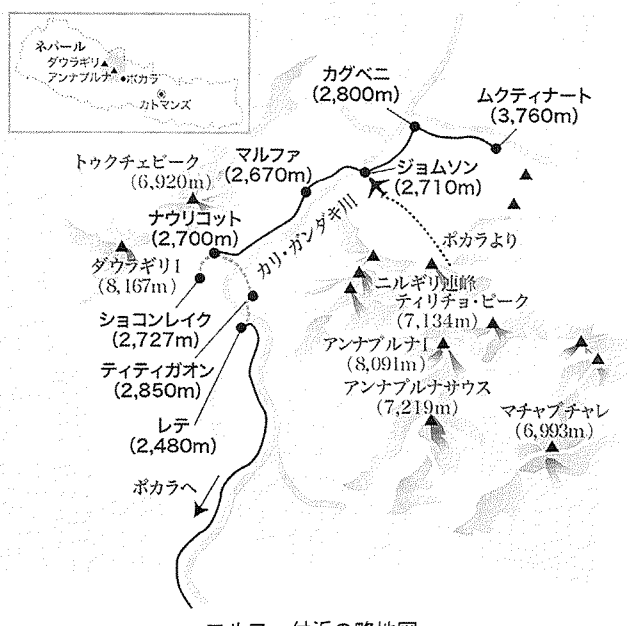 ネパール
ダウラギリ
アンナプルナ
ポカラ
カトマンズ
カグベニ
(2,800m)
ムクティナート
(3,760m)
マルファ
(2,670m)
ジョムソン
(2,710m)
トゥクチェピーク
(6,920m)
ナウリコット
(2,700m)
カリ・ガンダキ川
ポカラより
ダウラギリI
(8,167m)
ニルギリ連峰
ティリチョ・ピーク
(7,134m)
ショコンレイク
(2,727m)
アンナプルナI
(8,091m)
ティティガオン
(2,850m)
アンナプルナサウス
(7,219m)
マチャプチャレ
(6,993m)
レテ
(2,480m)
ポカラへ